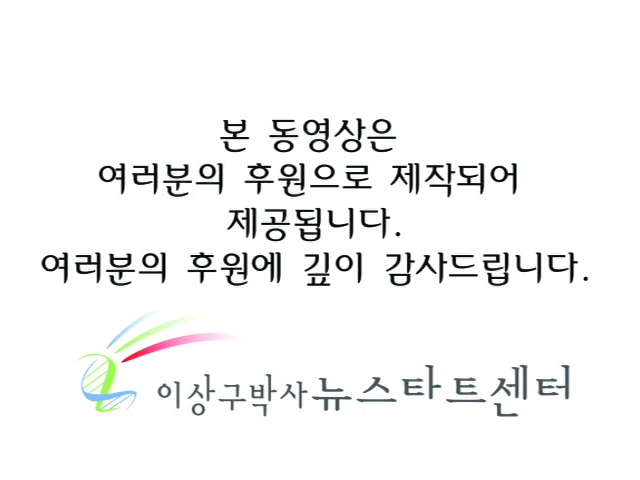 본 동영상은
여러분의 후원으로 제작되어
제공됩니다.
여러분의 후원에 깊이 감사드립니다.
이상구박사뉴스타트센터